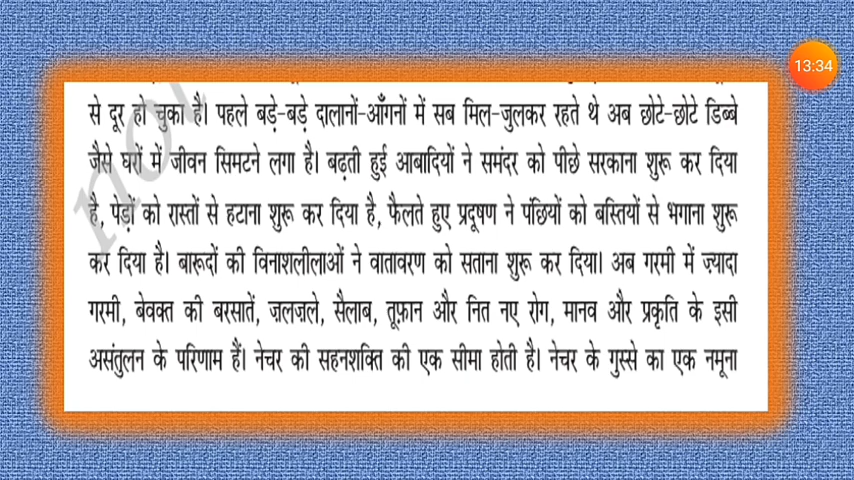 13:34
से दूर हो चुका है। पहले बड़े-बड़े दालानों-आँगनों में सब मिल-जुलकर रहते थे अब छोटे-छोटे डिब्बे
जैसे घरों में जीवन सिमटने लगा है। बढ़ती हुई आबादियों ने समंदर को पीछे सरकाना शुरू कर दिया
है, पेड़ों को रास्तों से हटाना शुरू कर दिया है, फैलते हुए प्रदूषण ने पंछियों को बस्तियों से भगाना शुरू
कर दिया है। बारूदों की विनाशलीलाओं ने वातावरण को सताना शुरू कर दिया। अब गरमी में ज़्यादा
गरमी, बेवक्त की बरसातें, ज़लज़ले, सैलाब, तूफ़ान और नित नए रोग, मानव और प्रकृति के इसी
असंतुलन के परिणाम हैं। नेचर की सहनशक्ति की एक सीमा होती है। नेचर के गुस्से का एक नमूना